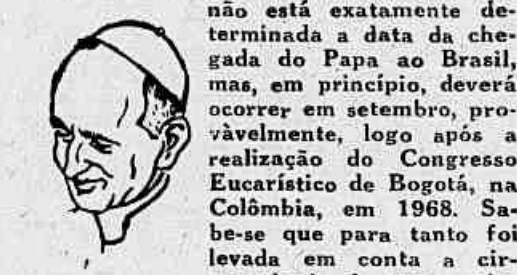 não está exatamente de-
terminada a data da che-
gada do Papa ao Brasil,
mas, em princípio, deverá
ocorrer em setembro, pro-
vàvelmente, logo após a
realização do Congresso
Eucarístico de Bogotá, na
Colômbia, em 1968. Sa-
be-se que para tanto foi
levada em conta a cir-